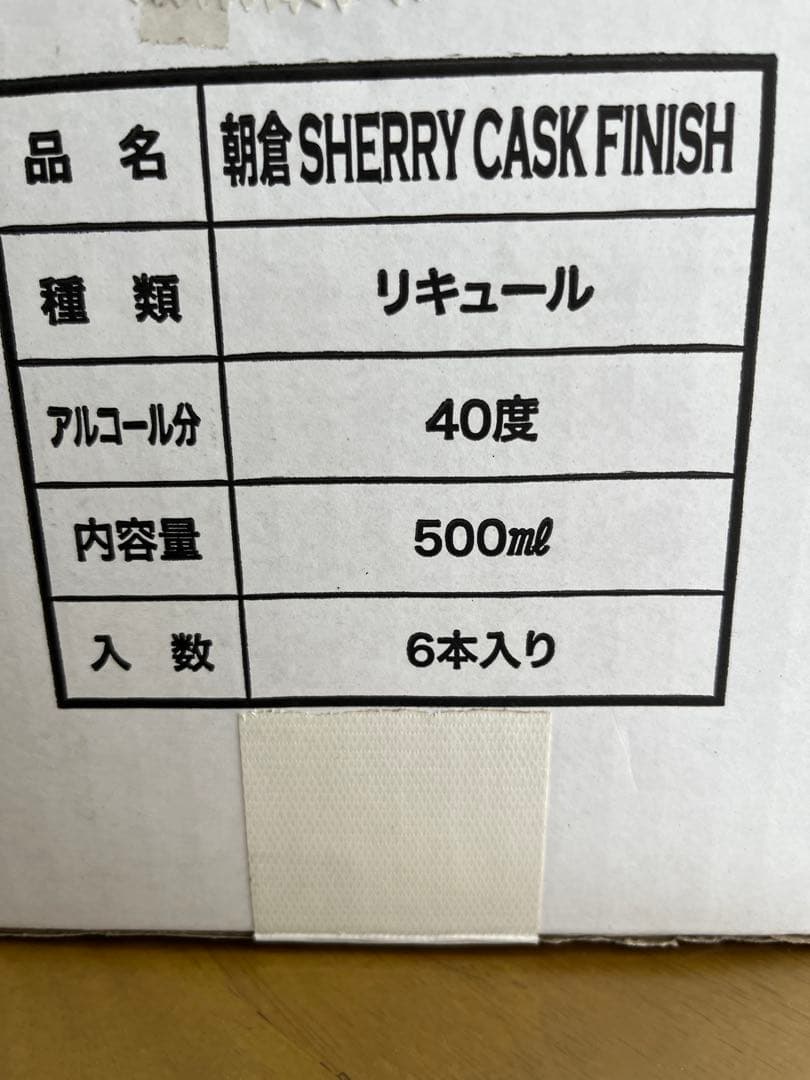 品名 朝倉 SHERRY CASK FINISH
種類 リキュール
アルコール分 40度
内容量 500㎖
入数 6本入り